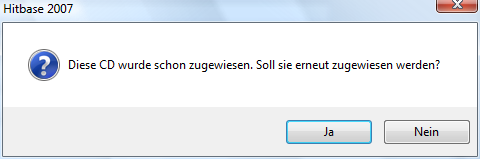 Hitbase 2007
Diese CD wurde schon zugewiesen. Soll sie erneut zugewiesen werden?
Ja
Nein